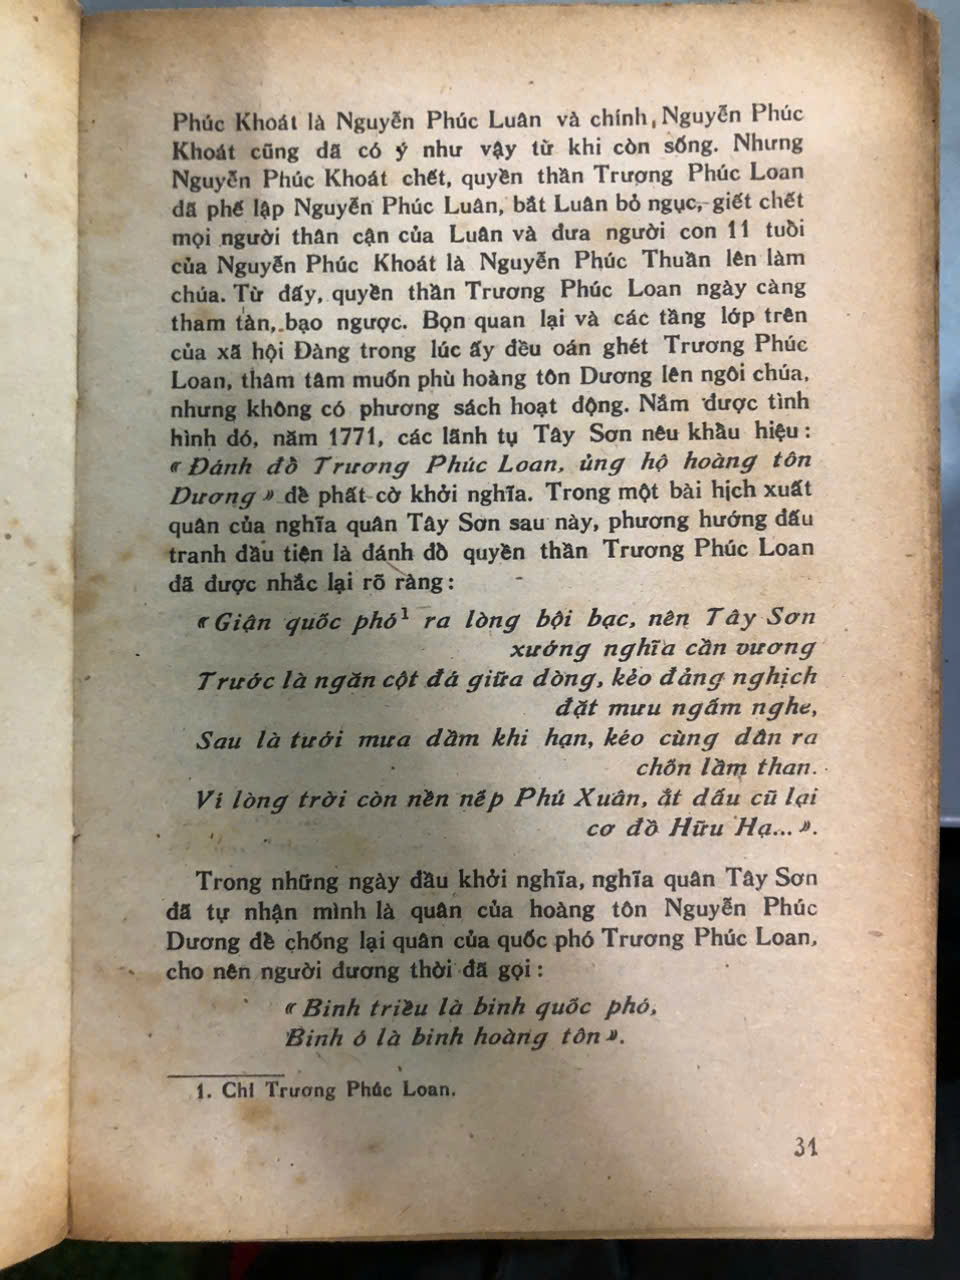 Phúc Khoát là Nguyễn Phúc Luân và chính, Nguyễn Phúc
Khoát cũng đã có ý như vậy từ khi còn sống. Nhưng
Nguyễn Phúc Khoát chết, quyền thần Trương Phúc Loan
đã phế lập Nguyễn Phúc Luân, bắt Luân bỏ ngục, giết chết
mọi người thân cận của Luân và đưa người con 11 tuổi
của Nguyễn Phúc Khoát là Nguyễn Phúc Thuần lên làm
chúa. Từ đấy, quyền thần Trương Phúc Loan ngày càng
tham tàn, bạo ngược. Bọn quan lại và các tầng lớp trên
của xã hội Đàng trong lúc ấy đều oán ghét Trương Phúc
Loan, thâm tâm muốn phù hoàng tôn Dương lên ngôi chúa,
nhưng không có phương sách hoạt động. Nắm được tình
hình đó, năm 1771, các lãnh tụ Tây Sơn nêu khẩu hiệu :
« Đánh đổ Trương Phúc Loan, ủng hộ hoàng tôn
Dương » để phất cờ khởi nghĩa. Trong một bài hịch xuất
quân của nghĩa quân Tây Sơn sau này, phương hướng đấu
tranh đầu tiên là đánh đổ quyền thần Trương Phúc Loan
đã được nhắc lại rõ ràng :
« Giận quốc phó¹ ra lòng bội bạc, nên Tây Sơn
xướng nghĩa cần vương
Trước là ngăn cột đá giữa dòng, kẻo đảng nghịch
đặt mưu ngấm nghe,
Sau là tưới mưa dầm khi hạn, kéo cùng dân ra
chốn lầm than.
Vì lòng trời còn nền nếp Phú Xuân, ắt dấu cũ lại
cơ đồ Hữu Hạ... ».
Trong những ngày đầu khởi nghĩa, nghĩa quân Tây Sơn
đã tự nhận mình là quân của hoàng tôn Nguyễn Phúc
Dương để chống lại quân của quốc phó Trương Phúc Loan,
cho nên người đương thời đã gọi :
« Binh triều là binh quốc phó,
Binh ó là binh hoàng tôn ».
1. Chỉ Trương Phúc Loan.
31